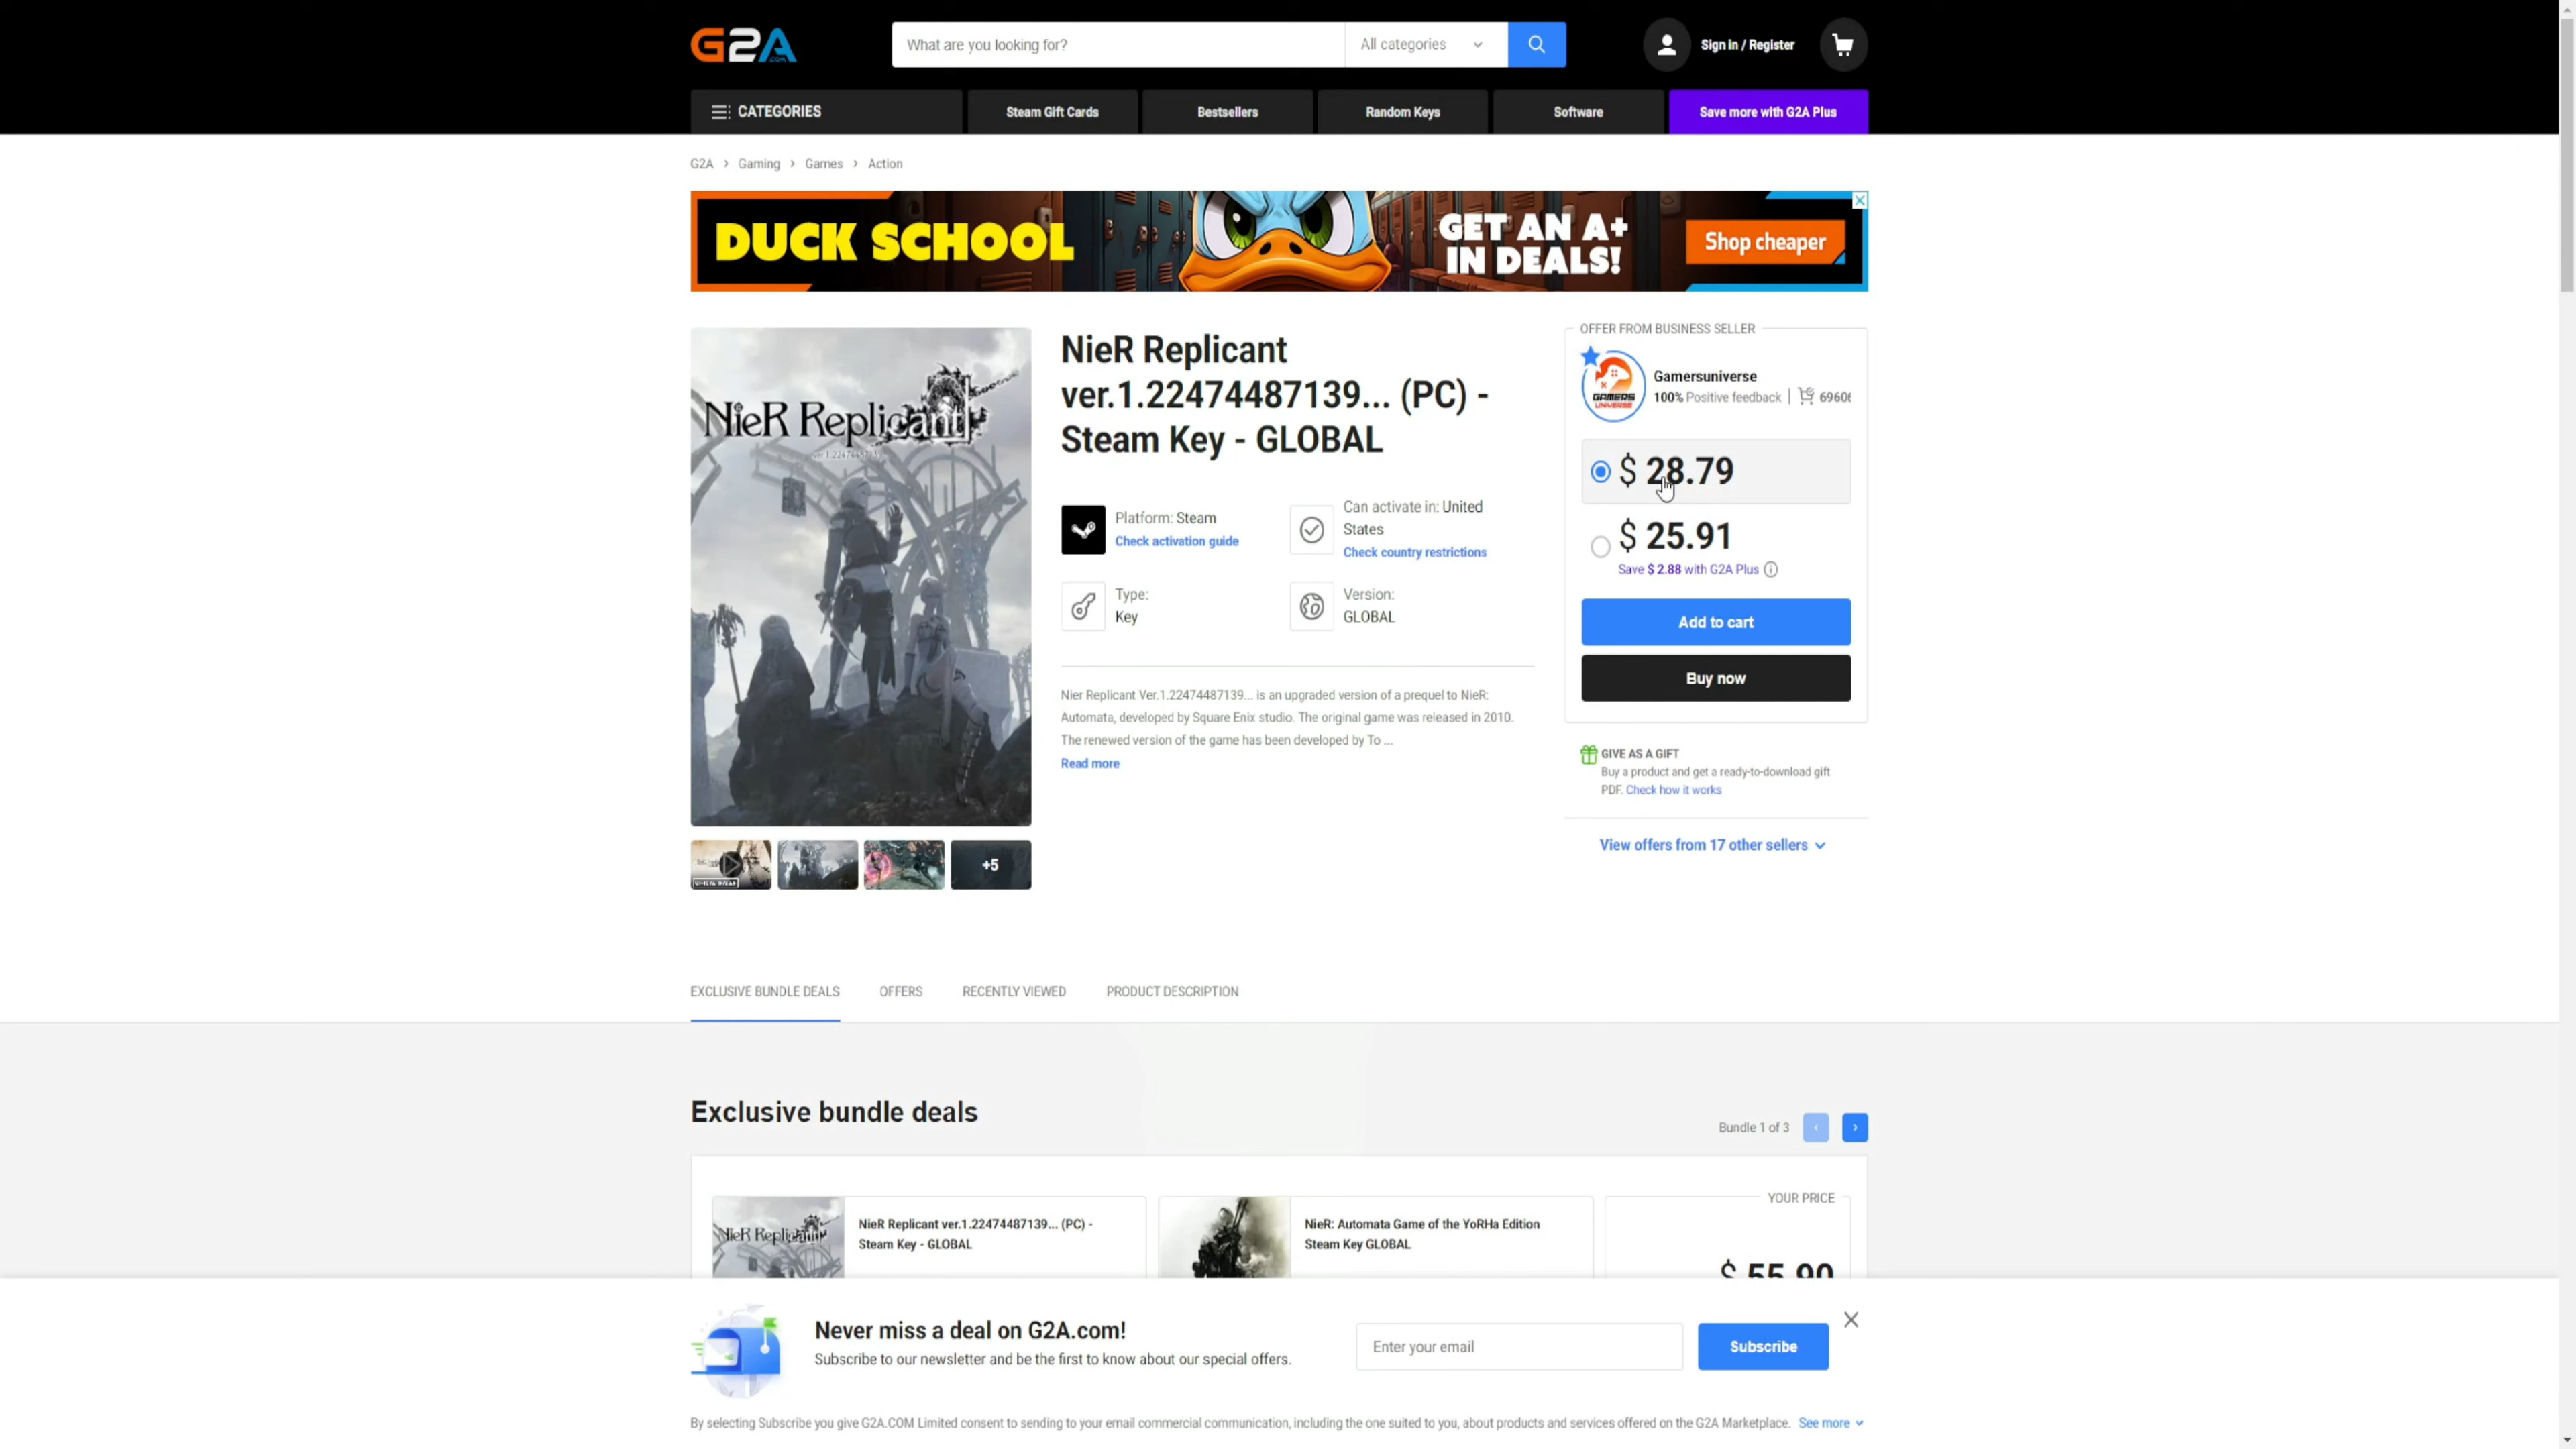 G2A.com
What are you looking for?
All categories
Sign in / Register
CATEGORIES
Steam Gift Cards
Bestsellers
Random Keys
Software
Save more with G2A Plus
G2A > Gaming > Games > Action
DUCK SCHOOL
GET AN A+
IN DEALS!
Shop cheaper
NieR Replicant
NieR Replicant
ver.1.22474487139... (PC) -
Steam Key - GLOBAL
Platform: Steam
Check activation guide
Can activate in: United
States
Check country restrictions
Type:
Key
Version:
GLOBAL
Nier Replicant Ver.1.22474487139... is an upgraded version of a prequel to NieR:
Automata, developed by Square Enix studio. The original game was released in 2010.
The renewed version of the game has been developed by To ...
Read more
OFFER FROM BUSINESS SELLER
GAMERS
UNIVERSE
Gamersuniverse
100% Positive feedback | 69606
$ 28.79
$ 25.91
Save $ 2.88 with G2A Plus
Add to cart
Buy now
GIVE AS A GIFT
Buy a product and get a ready-to-download gift
PDF. Check how it works
View offers from 17 other sellers
+5
EXCLUSIVE BUNDLE DEALS
OFFERS
RECENTLY VIEWED
PRODUCT DESCRIPTION
Exclusive bundle deals
Bundle 1 of 3
NieR Replicant
NieR Replicant ver.1.22474487139... (PC) -
Steam Key - GLOBAL
NieR: Automata Game of the YoRHa Edition
Steam Key GLOBAL
YOUR PRICE
$ 55.90
Never miss a deal on G2A.com!
Subscribe to our newsletter and be the first to know about our special offers.
Enter your email
Subscribe
By selecting Subscribe you give G2A.COM Limited consent to sending to your email commercial communication, including the one suited to you, about products and services offered on the G2A Marketplace. See more